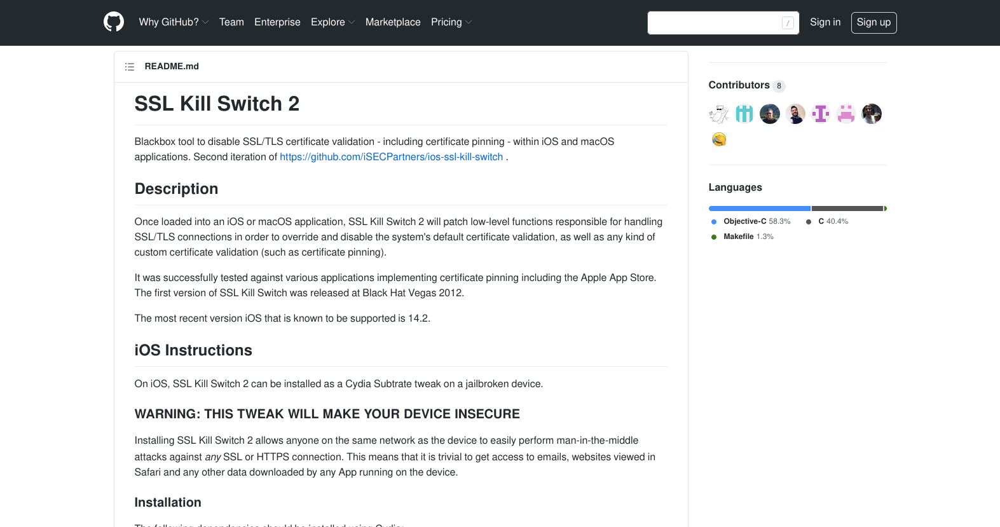 Why GitHub? Team Enterprise Explore Marketplace Pricing / Sign in Sign up
README.md
SSL Kill Switch 2
Blackbox tool to disable SSL/TLS certificate validation - including certificate pinning - within iOS and macOS
applications. Second iteration of https://github.com/iSECPartners/ios-ssl-kill-switch .
Description
Once loaded into an iOS or macOS application, SSL Kill Switch 2 will patch low-level functions responsible for handling
SSL/TLS connections in order to override and disable the system's default certificate validation, as well as any kind of
custom certificate validation (such as certificate pinning).
It was successfully tested against various applications implementing certificate pinning including the Apple App Store.
The first version of SSL Kill Switch was released at Black Hat Vegas 2012.
The most recent version iOS that is known to be supported is 14.2.
iOS Instructions
On iOS, SSL Kill Switch 2 can be installed as a Cydia Subtrate tweak on a jailbroken device.
WARNING: THIS TWEAK WILL MAKE YOUR DEVICE INSECURE
Installing SSL Kill Switch 2 allows anyone on the same network as the device to easily perform man-in-the-middle
attacks against any SSL or HTTPS connection. This means that it is trivial to get access to emails, websites viewed in
Safari and any other data downloaded by any App running on the device.
Installation
The following dependencies should be installed using Cydia:
Contributors 8
Languages
Objective-C 58.3% C 40.4%
Makefile 1.3%